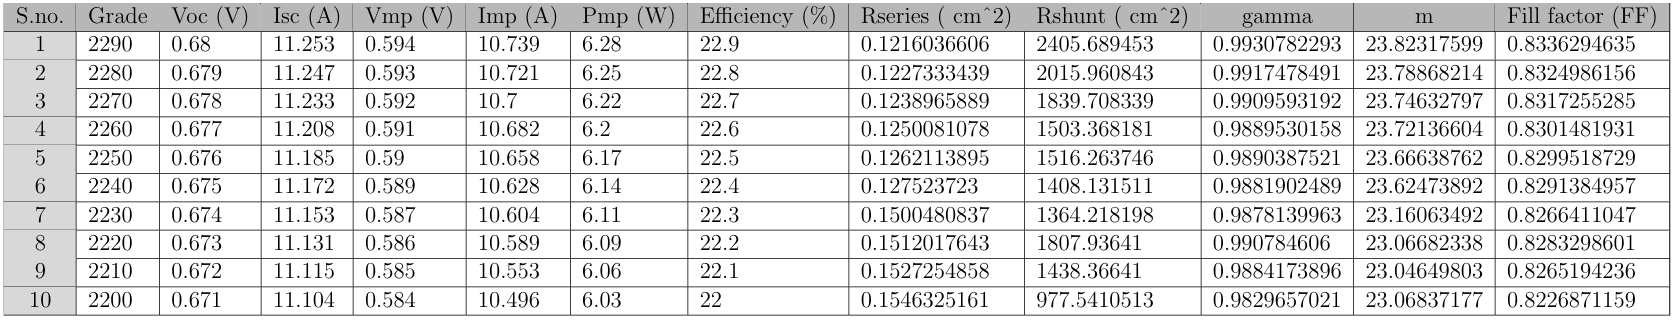 S.no. Grade Voc (V) Isc (A) Vmp (V) Imp (A) Pmp (W) Efficiency (%) Rseries ( cm^2) Rshunt ( cm^2) gamma m Fill factor (FF)
1 2290 0.68 11.253 0.594 10.739 6.28 22.9 0.1216036606 2405.689453 0.9930782293 23.82317599 0.8336294635
2 2280 0.679 11.247 0.593 10.721 6.25 22.8 0.1227333439 2015.960843 0.9917478491 23.78868214 0.8324986156
3 2270 0.678 11.233 0.592 10.7 6.22 22.7 0.1238965889 1839.708339 0.9909593192 23.74632797 0.8317255285
4 2260 0.677 11.208 0.591 10.682 6.2 22.6 0.1250081078 1503.368181 0.9889530158 23.72136604 0.8301481931
5 2250 0.676 11.185 0.59 10.658 6.17 22.5 0.1262113895 1516.263746 0.9890387521 23.66638762 0.8299518729
6 2240 0.675 11.172 0.589 10.628 6.14 22.4 0.127523723 1408.131511 0.9881902489 23.62473892 0.8291384957
7 2230 0.674 11.153 0.587 10.604 6.11 22.3 0.1500480837 1364.218198 0.9878139963 23.16063492 0.8266411047
8 2220 0.673 11.131 0.586 10.589 6.09 22.2 0.1512017643 1807.93641 0.990784606 23.06682338 0.8283298601
9 2210 0.672 11.115 0.585 10.553 6.06 22.1 0.1527254858 1438.36641 0.9884173896 23.04649803 0.8265194236
10 2200 0.671 11.104 0.584 10.496 6.03 22 0.1546325161 977.5410513 0.9829657021 23.06837177 0.8226871159